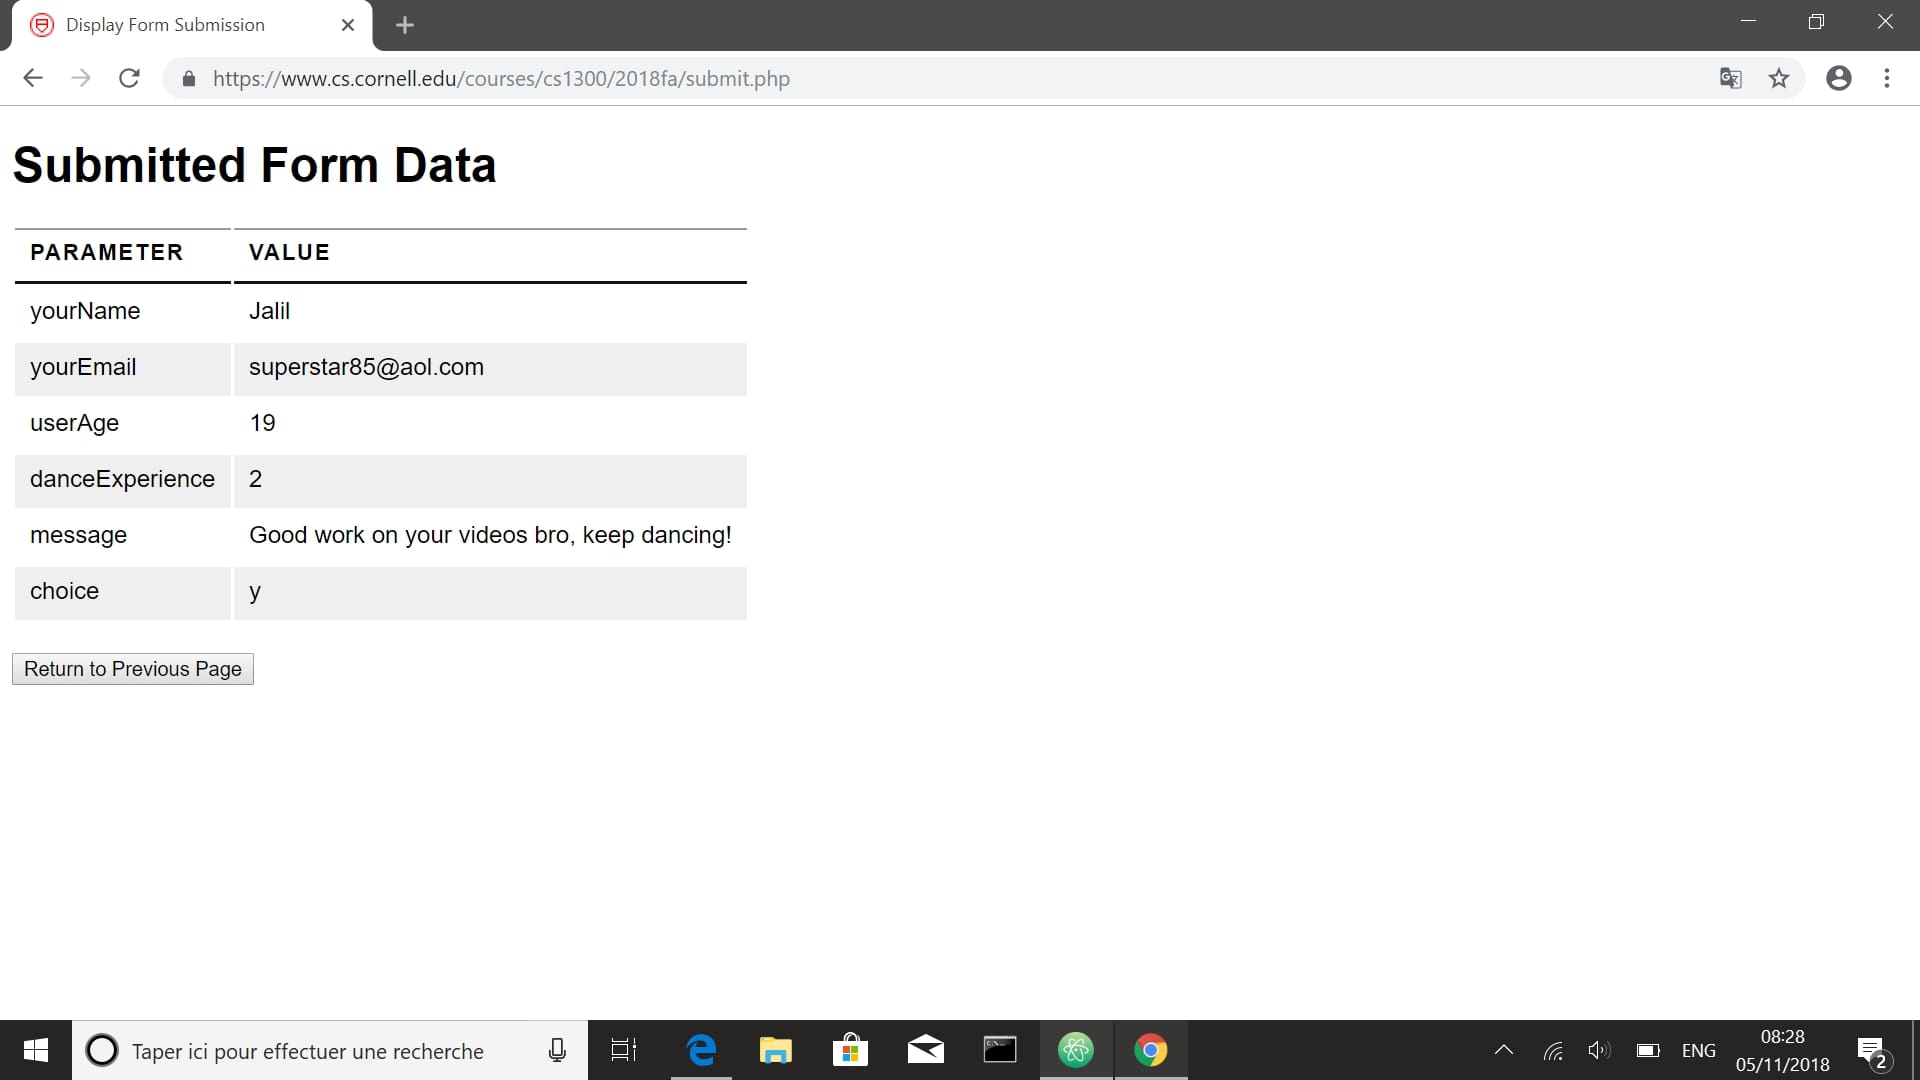 Display Form Submission
https://www.cs.cornell.edu/courses/cs1300/2018fa/submit.php
Submitted Form Data
PARAMETER VALUE
yourName Jalil
yourEmail superstar85@aol.com
userAge 19
danceExperience 2
message Good work on your videos bro, keep dancing!
choice y
Return to Previous Page
Taper ici pour effectuer une recherche
ENG
08:28
05/11/2018
2